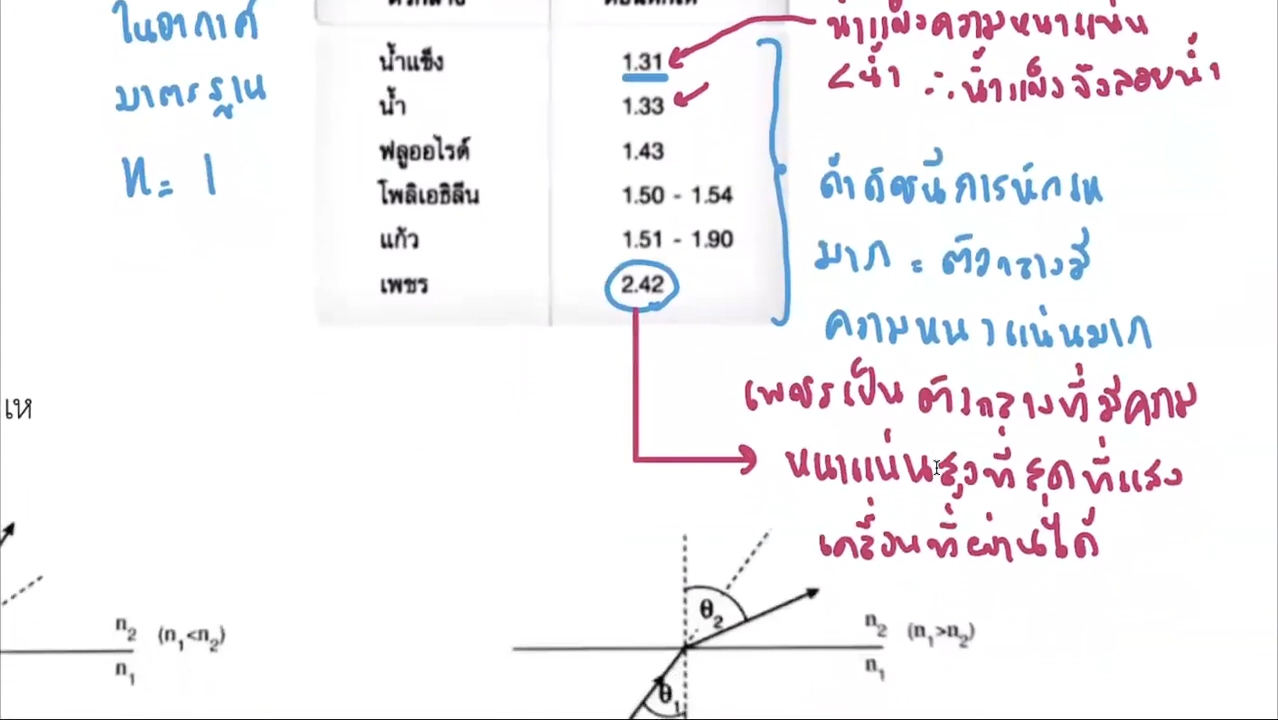 ในอากาศ
มาตรฐาน
n = 1
น้ำแข็ง 1.31
น้ำ 1.33
ฟลูออไรต์ 1.43
โพลิเอธิลีน 1.50 - 1.54
แก้ว 1.51 - 1.90
เพชร 2.42
น้ำแข็งความหนาแน่น
<น้ำ ∴น้ำแข็งจึงลอยน้ำ
ถ้าดัชนีการหักเห
มาก = ตัวกลางมี
ความหนาแน่นมาก
เพชรเป็นตัวกลางที่มีความ
หนาแน่นสูงที่สุดที่แสง
เคลื่อนที่ผ่านได้
เห
n₂ (n₁<n₂)
n₁
θ₂
n₂ (n₁>n₂)
n₁
θ₁